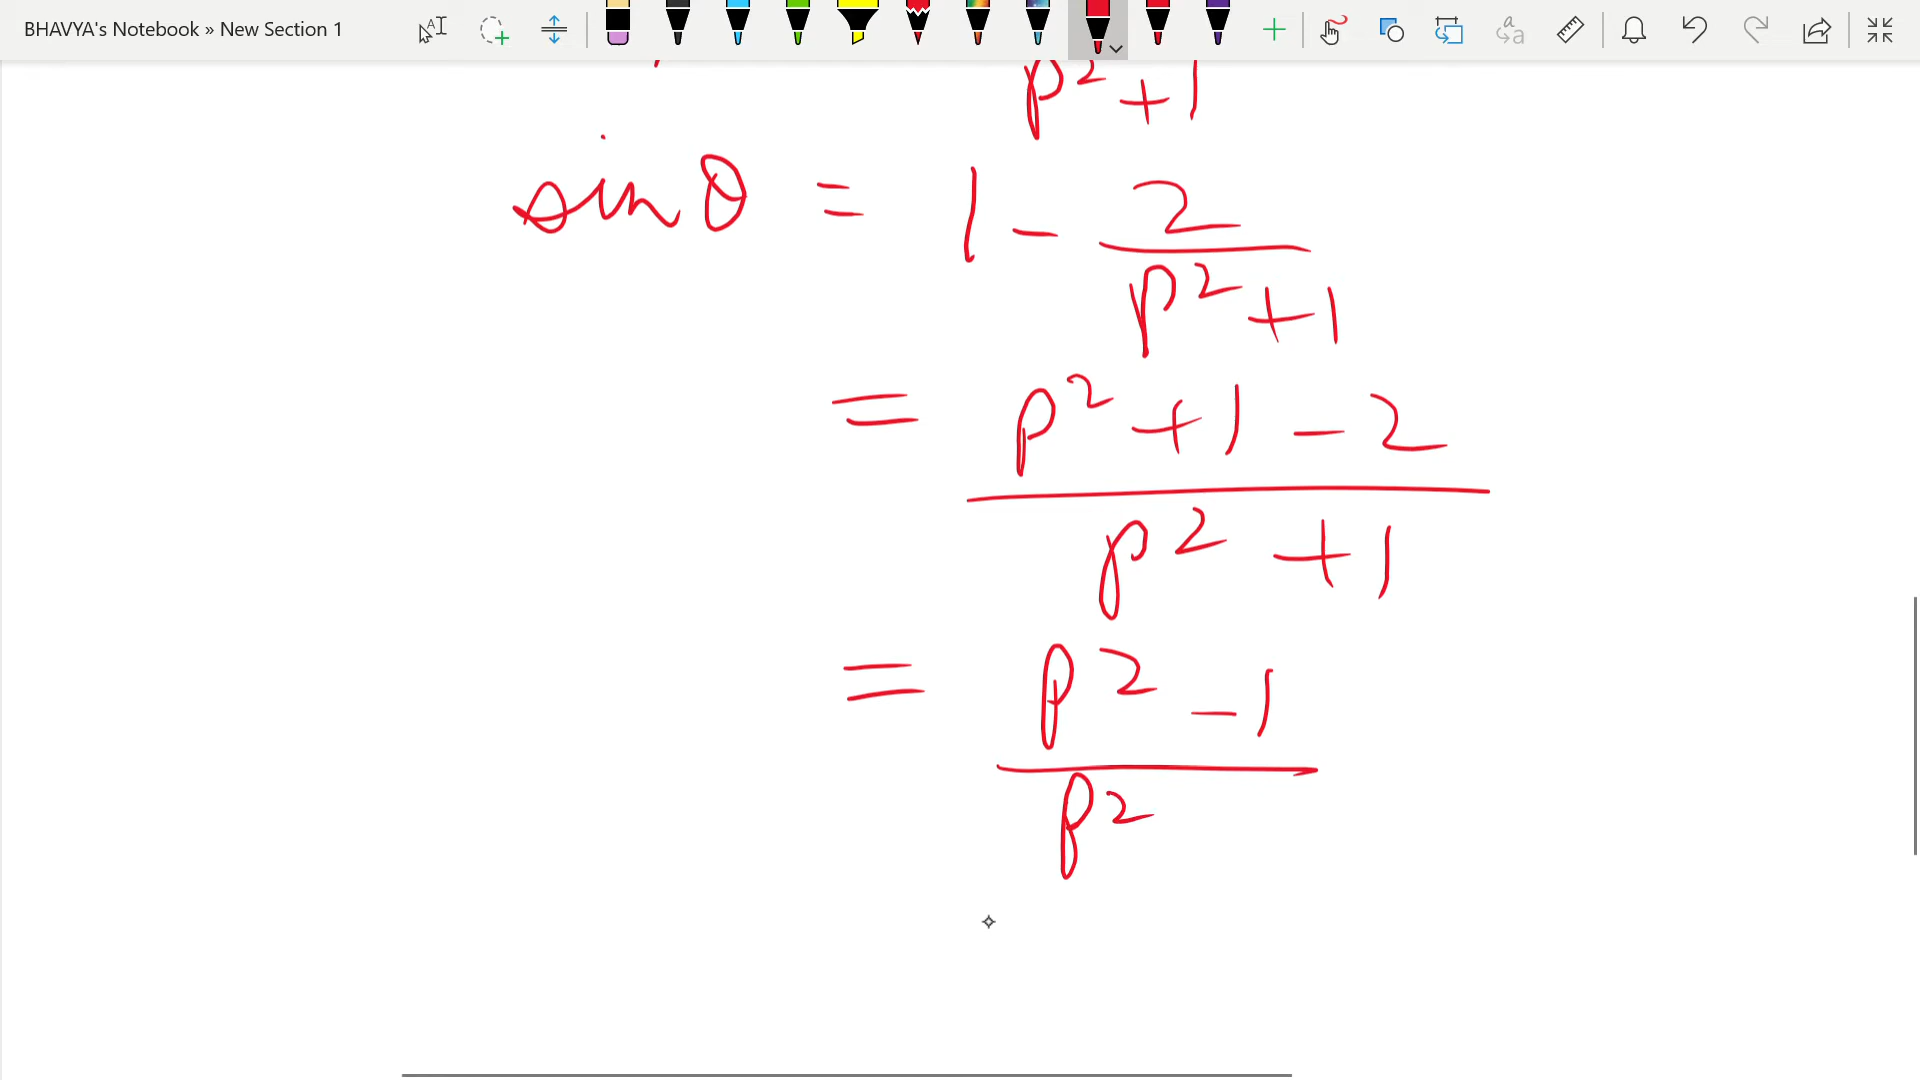 BHAVYA's Notebook » New Section 1
p² + 1
sin θ = 1 - 2 / (p² + 1)
= (p² + 1 - 2) / (p² + 1)
= (p² - 1) / p²